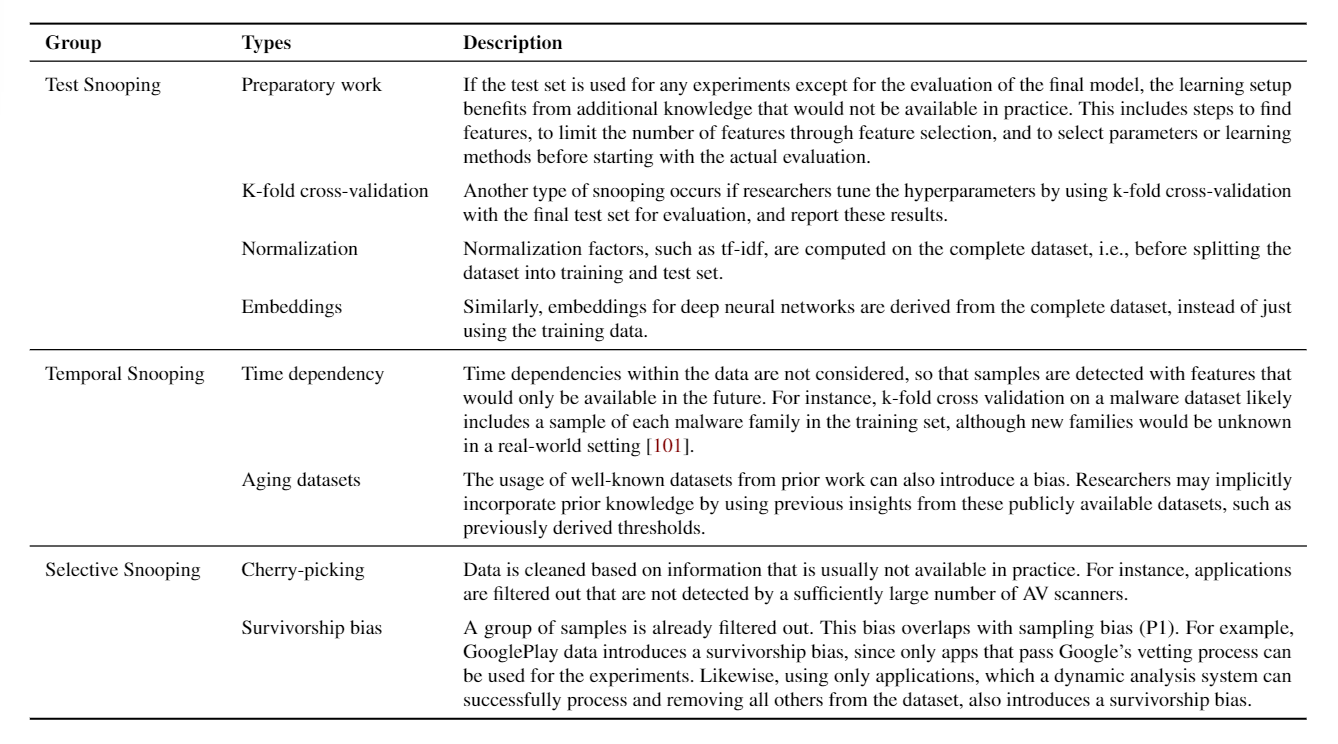 Group Types Description
Test Snooping Preparatory work If the test set is used for any experiments except for the evaluation of the final model, the learning setup
benefits from additional knowledge that would not be available in practice. This includes steps to find
features, to limit the number of features through feature selection, and to select parameters or learning
methods before starting with the actual evaluation.
K-fold cross-validation Another type of snooping occurs if researchers tune the hyperparameters by using k-fold cross-validation
with the final test set for evaluation, and report these results.
Normalization Normalization factors, such as tf-idf, are computed on the complete dataset, i.e., before splitting the
dataset into training and test set.
Embeddings Similarly, embeddings for deep neural networks are derived from the complete dataset, instead of just
using the training data.
Temporal Snooping Time dependency Time dependencies within the data are not considered, so that samples are detected with features that
would only be available in the future. For instance, k-fold cross validation on a malware dataset likely
includes a sample of each malware family in the training set, although new families would be unknown
in a real-world setting [101].
Aging datasets The usage of well-known datasets from prior work can also introduce a bias. Researchers may implicitly
incorporate prior knowledge by using previous insights from these publicly available datasets, such as
previously derived thresholds.
Selective Snooping Cherry-picking Data is cleaned based on information that is usually not available in practice. For instance, applications
are filtered out that are not detected by a sufficiently large number of AV scanners.
Survivorship bias A group of samples is already filtered out. This bias overlaps with sampling bias (P1). For example,
GooglePlay data introduces a survivorship bias, since only apps that pass Google's vetting process can
be used for the experiments. Likewise, using only applications, which a dynamic analysis system can
successfully process and removing all others from the dataset, also introduces a survivorship bias.